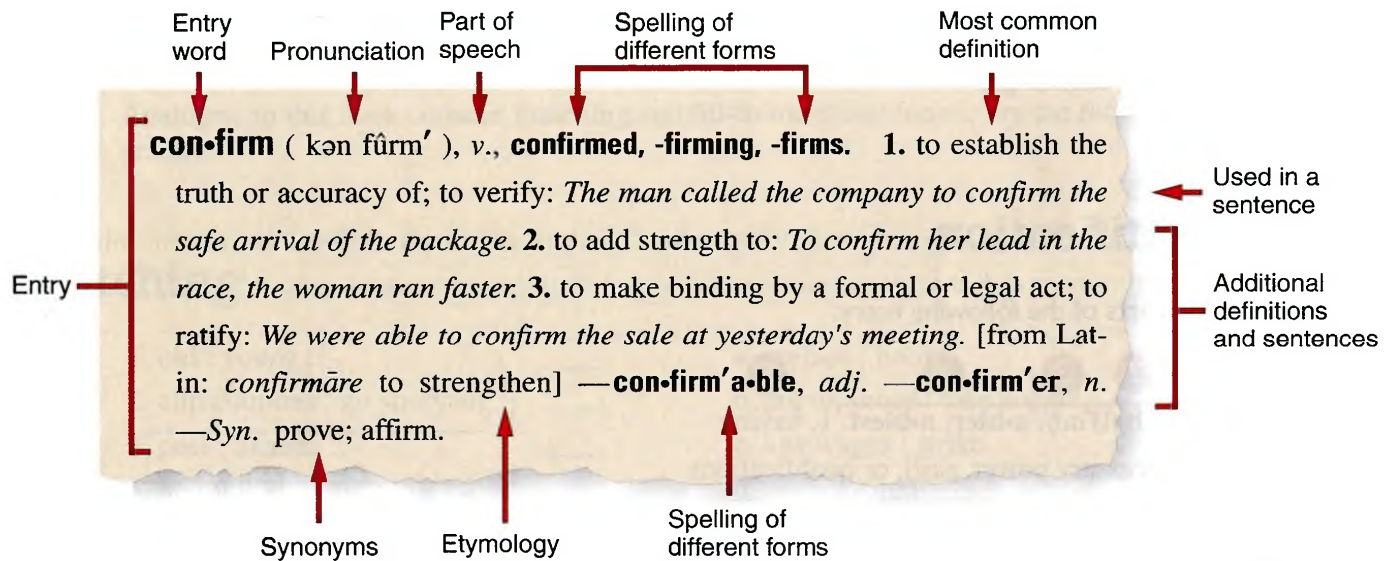 Entry
word
Pronunciation
Part of
speech
Spelling of
different forms
Most common
definition
con•firm ( kən fûrm′ ), v., confirmed, -firming, -firms. 1. to establish the
truth or accuracy of; to verify: The man called the company to confirm the
safe arrival of the package. 2. to add strength to: To confirm her lead in the
race, the woman ran faster. 3. to make binding by a formal or legal act; to
ratify: We were able to confirm the sale at yesterday's meeting. [from Lat-
in: confirmāre to strengthen] —con•firm′a•ble, adj. —con•firm′er, n.
—Syn. prove; affirm.
Entry
Used in a
sentence
Additional
definitions
and sentences
Synonyms
Etymology
Spelling of
different forms